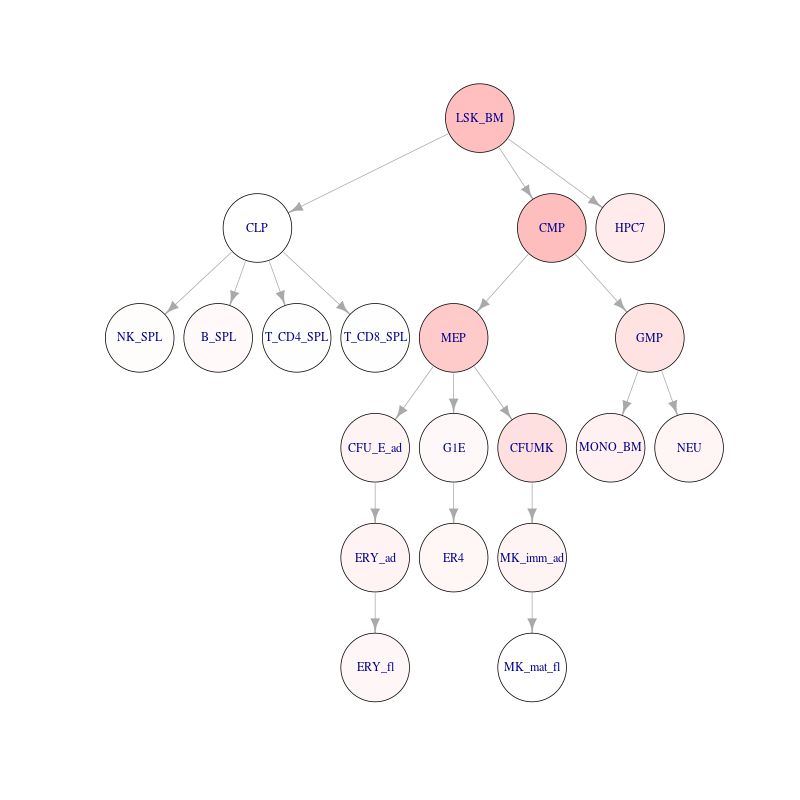 LSK_BM
CLP
CMP
HPC7
NK_SPL
B_SPL
T_CD4_SPL
T_CD8_SPL
MEP
GMP
CFU_E_ad
G1E
CFUMK
MONO_BM
NEU
ERY_ad
ER4
MK_imm_ad
ERY_fl
MK_mat_fl